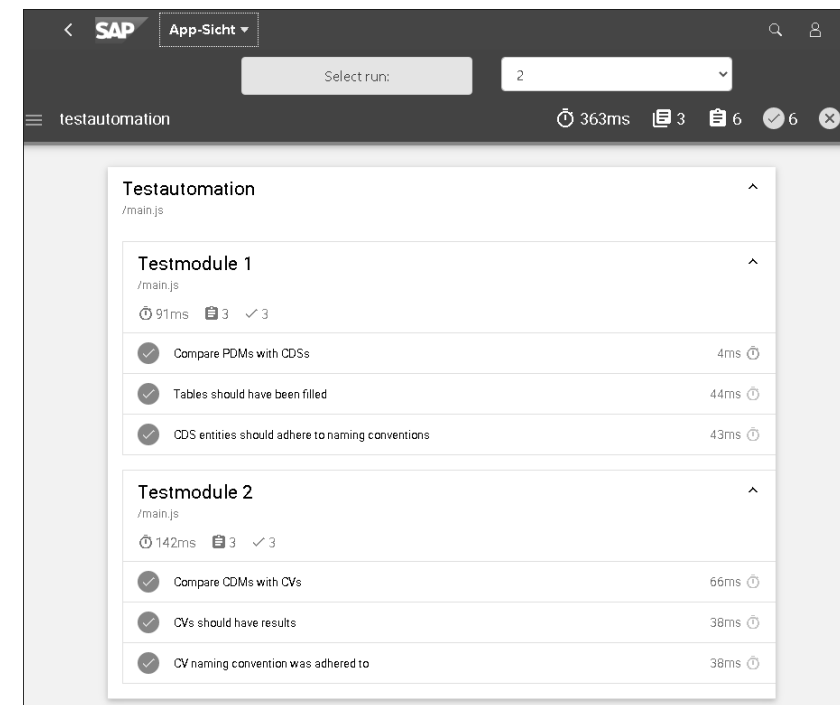 SAP App-Sicht
Select run: 2
testautomation 363ms 3 6 6
Testautomation
/main.js
Testmodule 1
/main.js
91ms 3 3
Compare PDMs with CDSs 4ms
Tables should have been filled 44ms
CDS entities should adhere to naming conventions 43ms
Testmodule 2
/main.js
142ms 3 3
Compare CDMs with CVs 66ms
CVs should have results 38ms
CV naming convention was adhered to 38ms